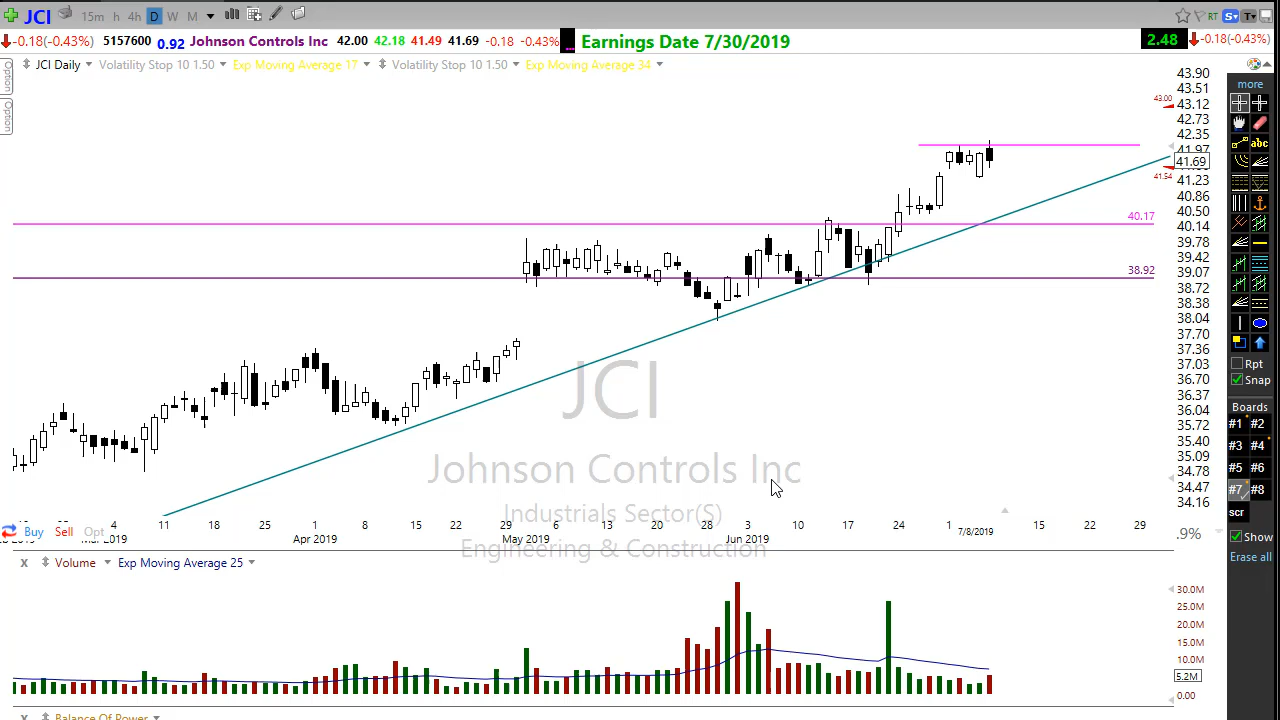 JCI 15m h 4h D W M RT S T
-0.18(-0.43%) 5157600 0.92 Johnson Controls Inc 42.00 42.18 41.49 41.69 -0.18 -0.43% Earnings Date 7/30/2019 2.48 -0.18(-0.43%)
JCI Daily Volatility Stop 10 1.50 Exp Moving Average 17 Volatility Stop 10 1.50 Exp Moving Average 34
Option
Option
43.90
43.51
43.00
43.12
42.73
42.35
41.97
41.69
41.54
41.23
40.86
40.50
40.17
40.14
39.78
39.42
38.92
39.07
38.72
38.38
38.04
37.70
37.36
37.03
36.70
36.37
36.04
35.72
35.40
35.09
34.78
34.47
34.16
more
abc
Rpt
Snap
Boards
#1 #2
#3 #4
#5 #6
#7 #8
scr
Show
Erase all
JCI
Johnson Controls Inc
Industrials Sector(S)
Engineering & Construction
4 11 18 25 1 8 15 22 29 6 13 20 28 3 10 17 24 1 7/8/2019 15 22 29
Buy Sell Opt
Apr 2019 May 2019 Jun 2019
.9%
x Volume Exp Moving Average 25
30.0M
25.0M
20.0M
15.0M
10.0M
5.2M
0.00
x Balance Of Power